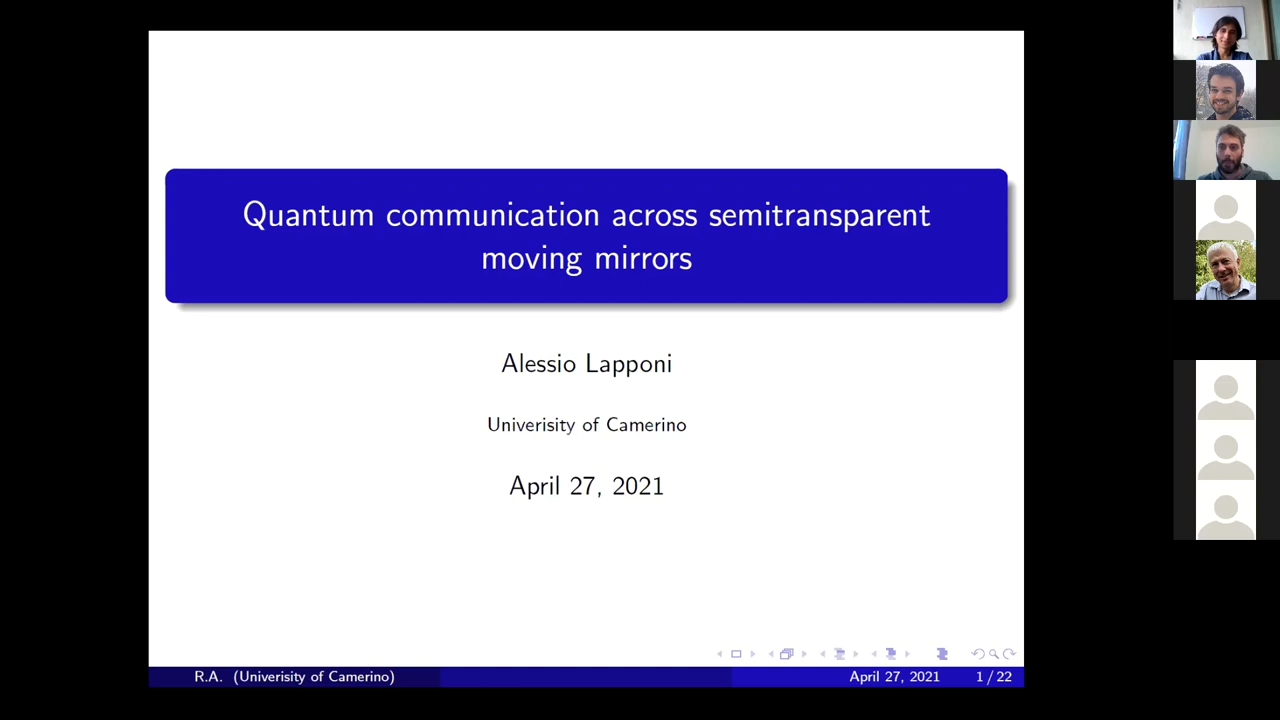 Quantum communication across semitransparent
moving mirrors
Alessio Lapponi
Univerisity of Camerino
April 27, 2021
R.A. (Univerisity of Camerino)
April 27, 2021
1 / 22